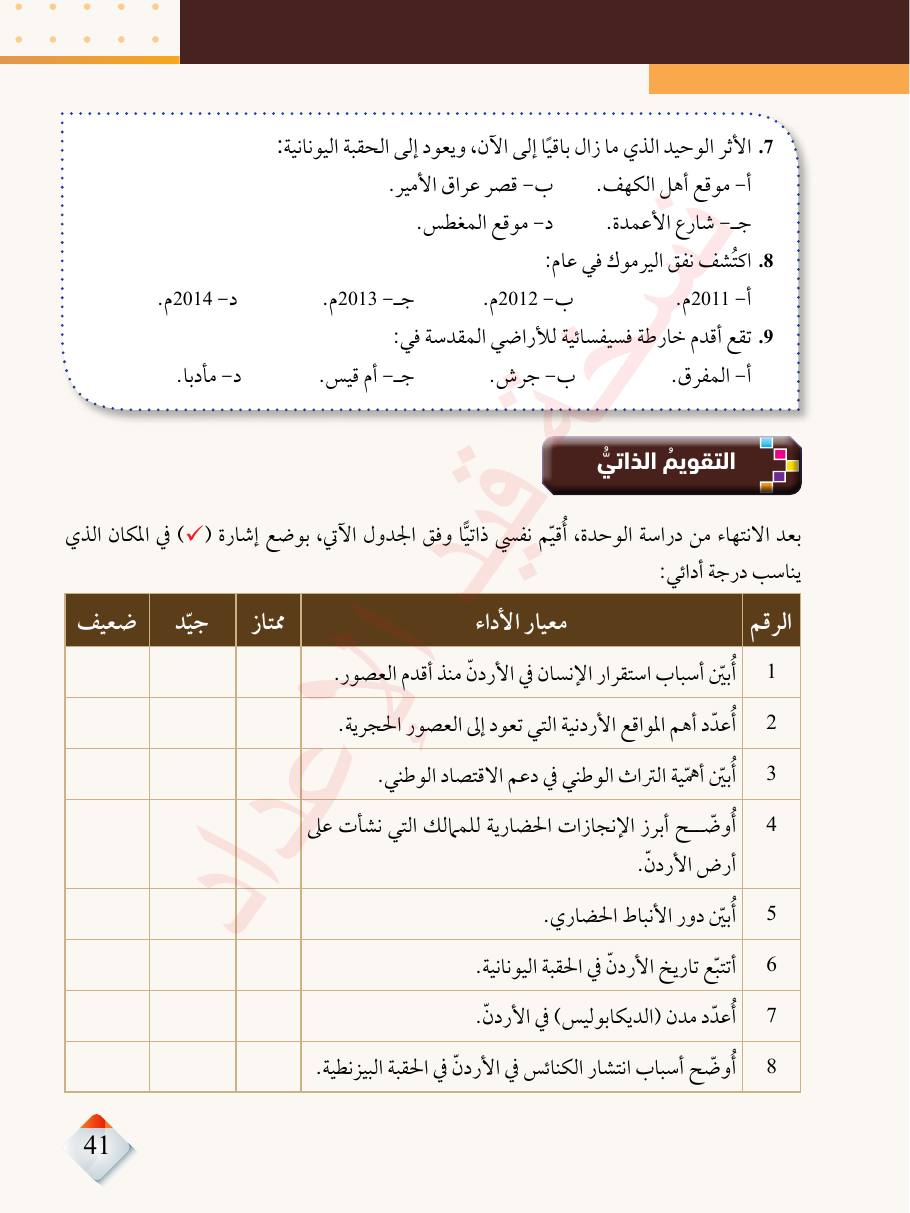 7. الأثر الوحيد الذي ما زال باقيًا إلى الآن، ويعود إلى الحقبة اليونانية:
أ- موقع أهل الكهف. ب- قصر عراق الأمير.
جـ- شارع الأعمدة. د- موقع المغطس.
8. اكتُشف نفق اليرموك في عام:
أ- 2011م. ب- 2012م. جـ- 2013م. د- 2014م.
9. تقع أقدم خارطة فسيفسائية للأراضي المقدسة في:
أ- المفرق. ب- جرش. جـ- أم قيس. د- مأدبا.
التقويمُ الذاتيُّ
بعد الانتهاء من دراسة الوحدة، أُقيّم نفسي ذاتيًّا وفق الجدول الآتي، بوضع إشارة (✓) في المكان الذي
يناسب درجة أدائي:
الرقم معيار الأداء ممتاز جيّد ضعيف
1 أُبيّن أسباب استقرار الإنسان في الأردنّ منذ أقدم العصور.
2 أُعدّد أهم المواقع الأردنية التي تعود إلى العصور الحجرية.
3 أُبيّن أهمّية التراث الوطني في دعم الاقتصاد الوطني.
4 أُوضّـــح أبرز الإنجازات الحضارية للممالك التي نشأت على
أرض الأردنّ.
5 أُبيّن دور الأنباط الحضاري.
6 أتتبّع تاريخ الأردنّ في الحقبة اليونانية.
7 أُعدّد مدن (الديكابوليس) في الأردنّ.
8 أُوضّح أسباب انتشار الكنائس في الأردنّ في الحقبة البيزنطية.
41
نسخة قيد الإعداد